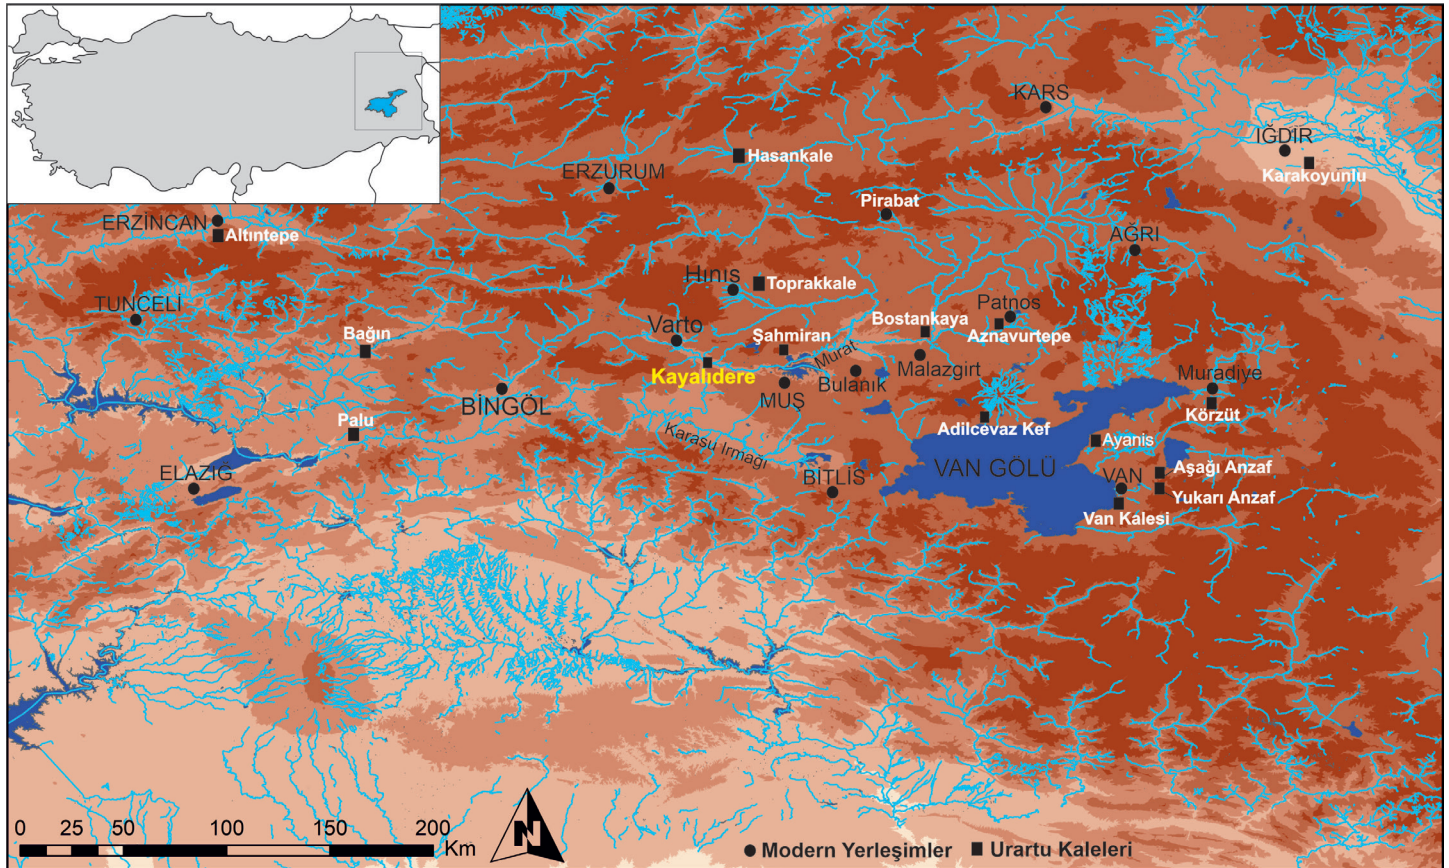 KARS
IĞDIR
Karakoyunlu
Hasankale
ERZURUM
Pirabat
ERZİNCAN
Altıntepe
AĞRI
Hınıs
Toprakkale
TUNCELİ
Patnos
Bostankaya
Aznavurtepe
Varto
Bağın
Şahmiran
Murat
Malazgirt
Kayalıdere
Bulanık
Muradiye
BİNGÖL
MUŞ
Körzüt
Palu
Adilcevaz Kef
Karasu Irmağı
Ayanis
ELAZIĞ
BİTLİS
VAN GÖLÜ
VAN
Aşağı Anzaf
Yukarı Anzaf
Van Kalesi
0 25 50 100 150 200
Km
N
Modern Yerleşimler
Urartu Kaleleri